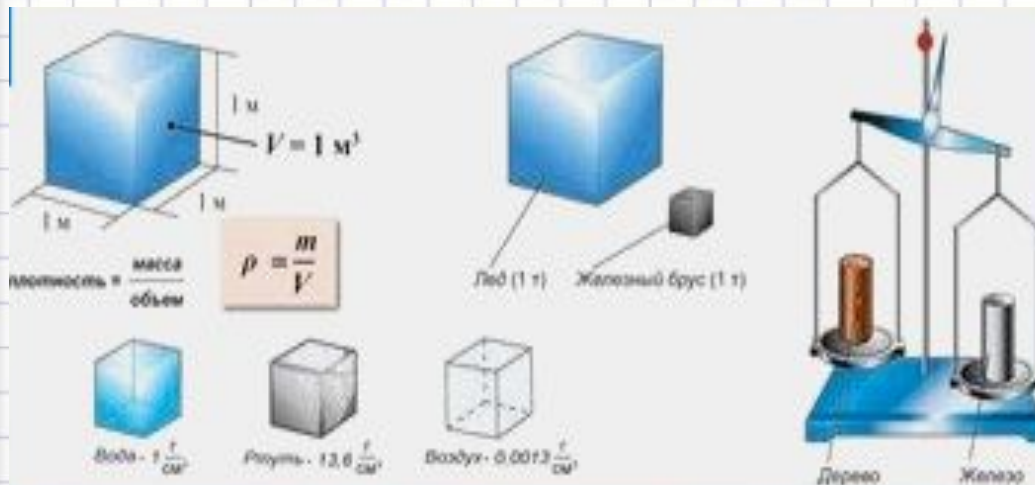 1 м
V = 1 м³
1 м
1 м
плотность = масса / объем
ρ = m / V
Лед (1 т)
Железный брус (1 т)
Вода - 1 г/см³
Ртуть - 13,6 г/см³
Воздух - 0,0013 г/см³
Дерево
Железо